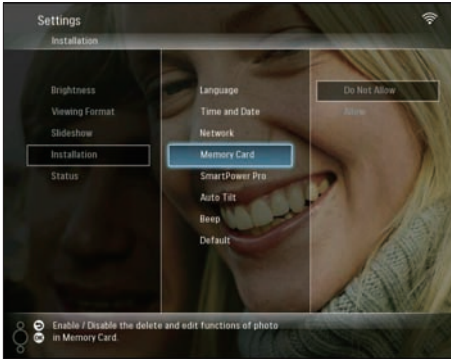 Settings
Installation
Brightness
Viewing Format
Slideshow
Installation
Status
Language
Time and Date
Network
Memory Card
SmartPower Pro
Auto Tilt
Beep
Default
Do Not Allow
Allow
OK Enable / Disable the delete and edit functions of photo
in Memory Card.